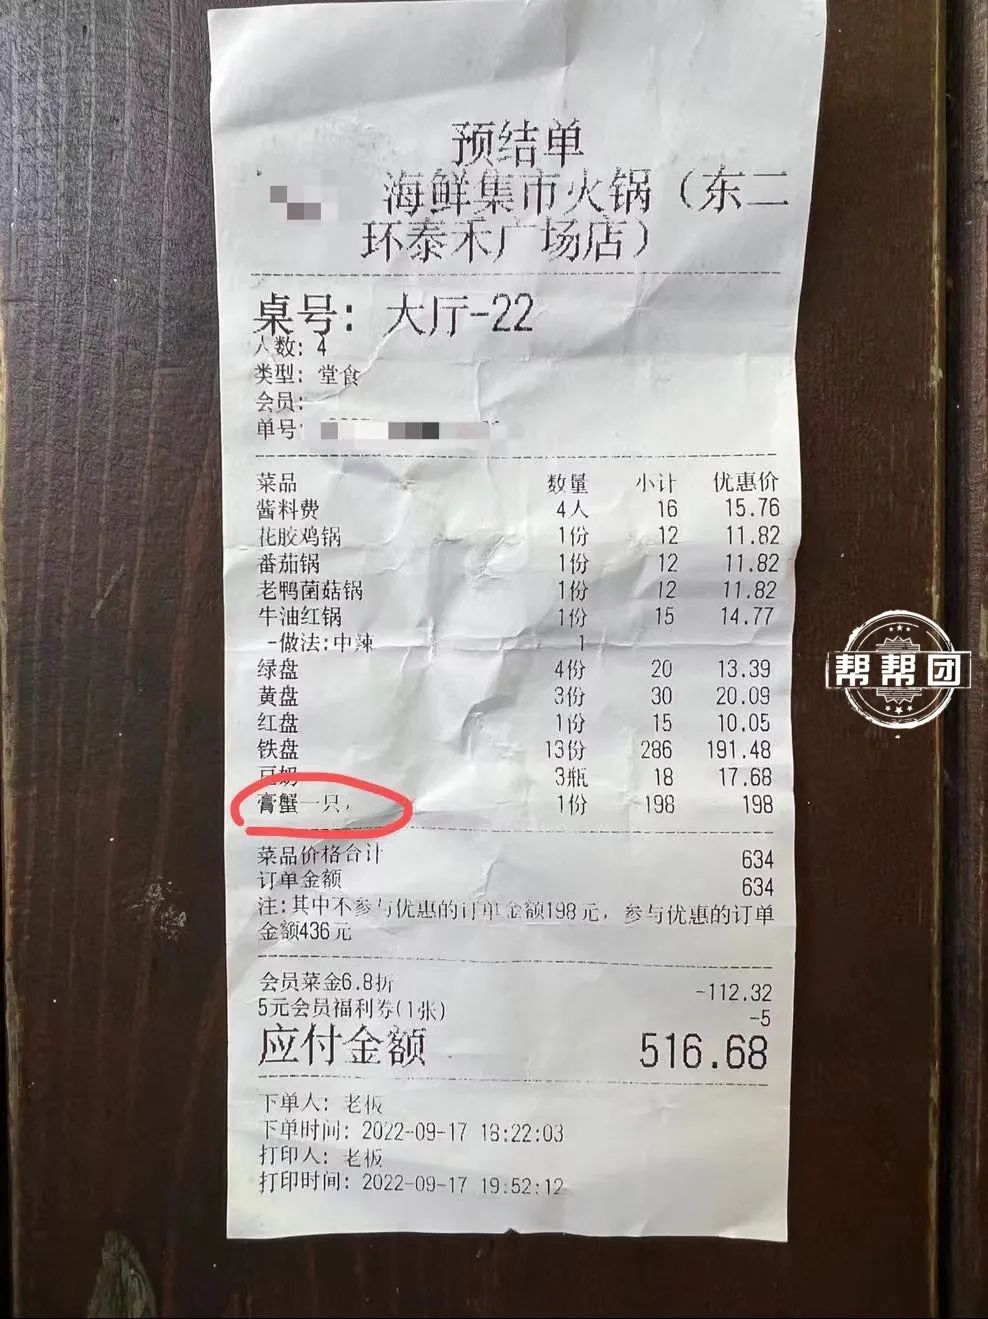 预结单
海鲜集市火锅（东二
环泰禾广场店）
桌号：大厅-22
人数：4
类型：堂食
会员：
单号
菜品 数量 小计 优惠价
酱料费 4人 16 15.76
花胶鸡锅 1份 12 11.82
番茄锅 1份 12 11.82
老鸭菌菇锅 1份 12 11.82
牛油红锅 1份 15 14.77
-做法:中辣 1
绿盘 4份 20 13.39
黄盘 3份 30 20.09
红盘 1份 15 10.05
铁盘 13份 286 191.48
豆奶 3瓶 18 17.68
膏蟹一只, 1份 198 198
菜品价格合计 634
订单金额 634
注:其中不参与优惠的订单金额198元，参与优惠的订单
金额436元
会员菜金6.8折 -112.32
5元会员福利券(1张) -5
应付金额 516.68
下单人：老板
下单时间：2022-09-17 18:22:03
打印人：老板
打印时间：2022-09-17 19:52:12
帮帮团